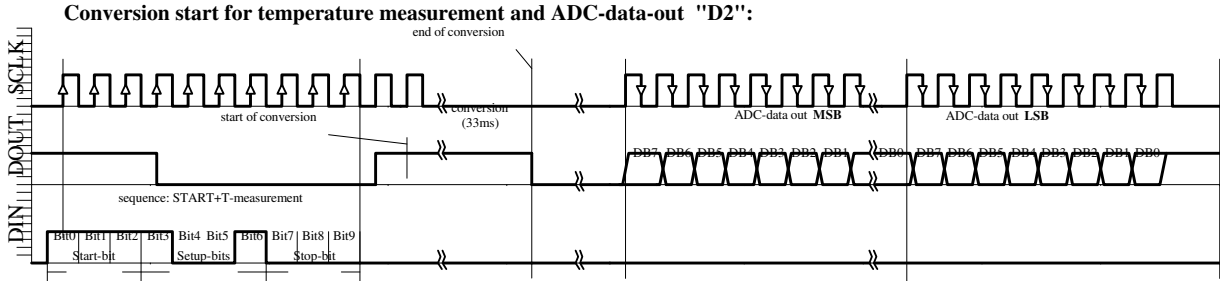 Conversion start for temperature measurement and ADC-data-out "D2":
end of conversion
SCLK
start of conversion
conversion
(33ms)
ADC-data out MSB
ADC-data out LSB
DOUT
DB7 DB6 DB5 DB4 DB3 DB2 DB1 DB0 DB7 DB6 DB5 DB4 DB3 DB2 DB1 DB0
sequence: START+T-measurement
DIN
Bit0 Bit1 Bit2 Bit3 Bit4 Bit5 Bit6 Bit7 Bit8 Bit9
Start-bit Setup-bits Stop-bit